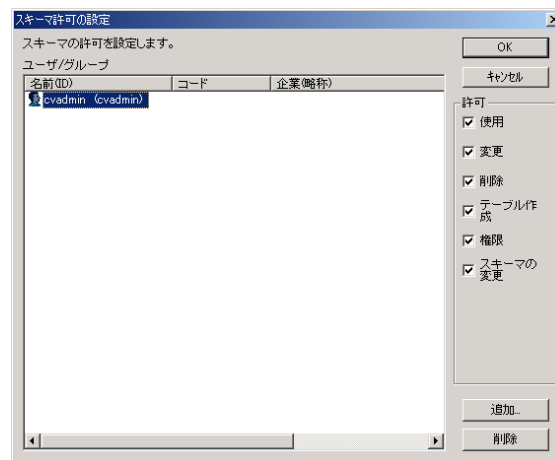 スキーマ許可の設定
スキーマの許可を設定します。
OK
ユーザ/グループ
キャンセル
名前(ID) コード 企業(略称)
許可
cvadmin (cvadmin)
使用
変更
削除
テーブル作
成
権限
スキーマの
変更
追加...
削除